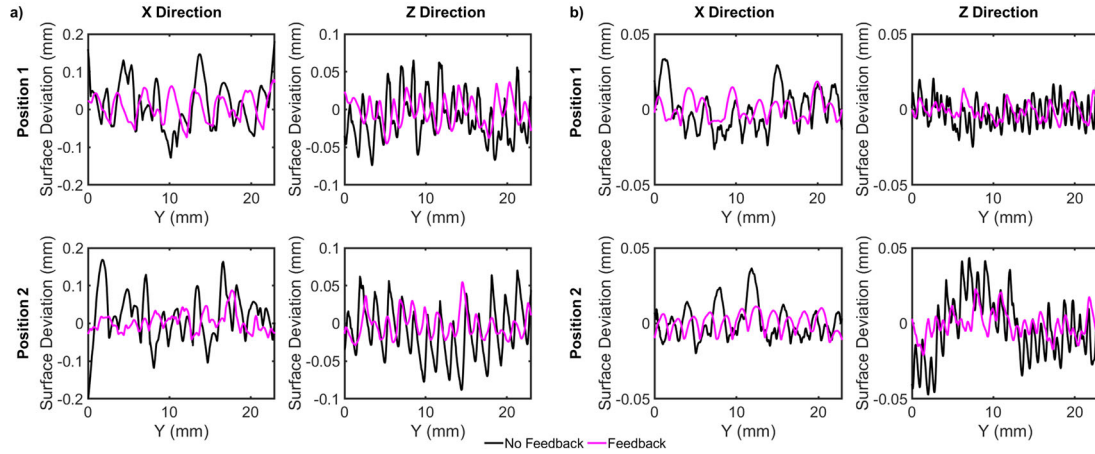 a) X Direction Z Direction b) X Direction Z Direction
Position 1
Surface Deviation (mm)
0.2
0.1
0
-0.1
-0.2
0 10 20
Y (mm)
Surface Deviation (mm)
0.1
0.05
0
-0.05
-0.1
0 10 20
Y (mm)
Position 1
Surface Deviation (mm)
0.05
0
-0.05
0 10 20
Y (mm)
Surface Deviation (mm)
0.05
0
-0.05
0 10 20
Y (mm)
Position 2
Surface Deviation (mm)
0.2
0.1
0
-0.1
-0.2
0 10 20
Y (mm)
Surface Deviation (mm)
0.1
0.05
0
-0.05
-0.1
0 10 20
Y (mm)
Position 2
Surface Deviation (mm)
0.05
0
-0.05
0 10 20
Y (mm)
Surface Deviation (mm)
0.05
0
-0.05
0 10 20
Y (mm)
No Feedback Feedback